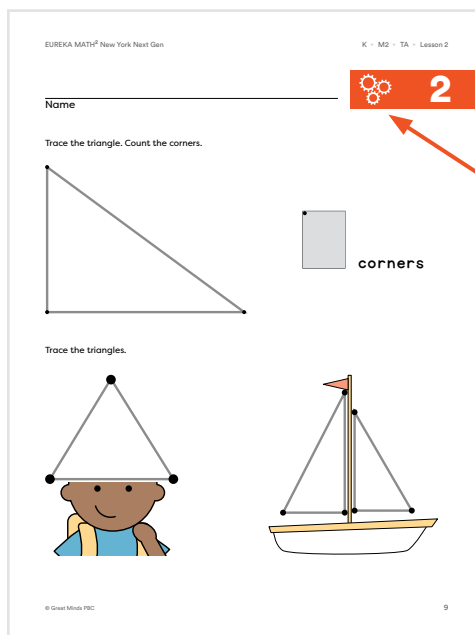 EUREKA MATH² New York Next Gen
K • M2 • TA • Lesson 2
2
Name
Trace the triangle. Count the corners.
corners
Trace the triangles.
© Great Minds PBC
9